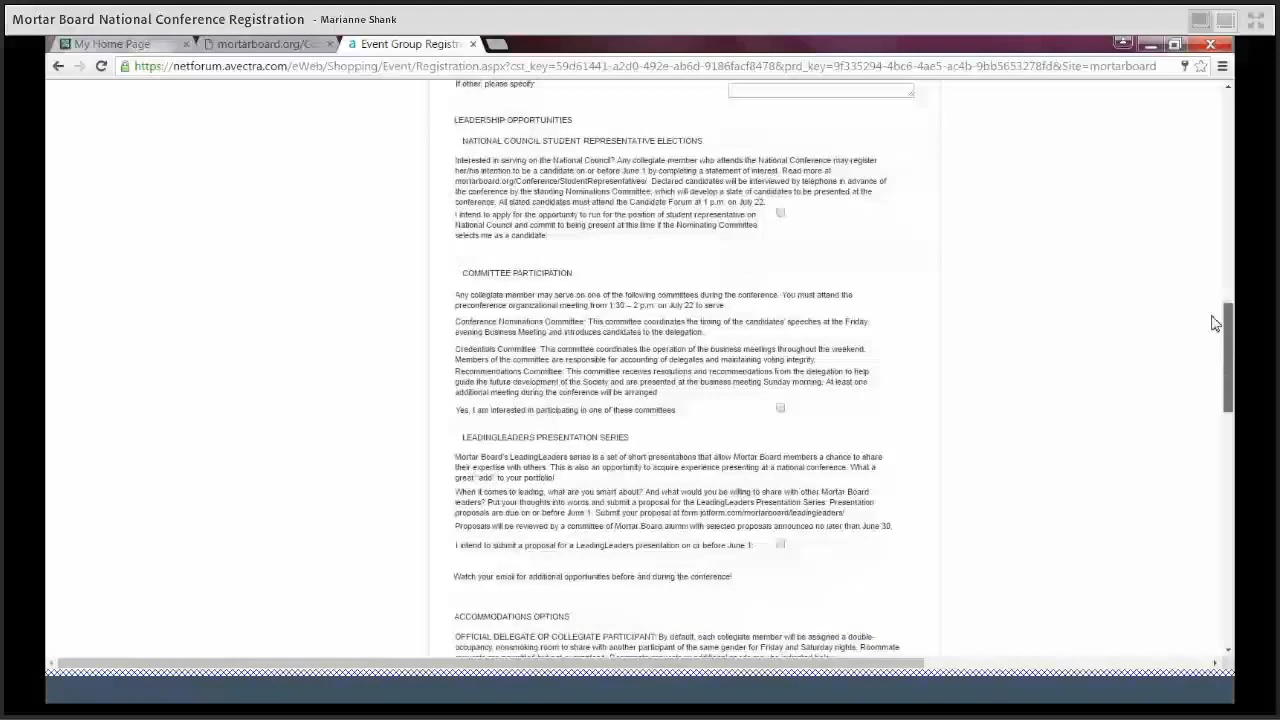 Mortar Board National Conference Registration - Marianne Shank
My Home Page
mortarboard.org/C
Event Group Registr
https://netforum.avectra.com/eWeb/Shopping/Event/Registration.aspx?cst_key=59d61441-a2d0-492e-ab6d-9186facf8478&prd_key=9f335294-4bc6-4ae5-ac4b-9bb5653278fd&Site=mortarboard
If other, please specify
LEADERSHIP OPPORTUNITIES
NATIONAL COUNCIL STUDENT REPRESENTATIVE ELECTIONS
Interested in serving on the National Council? Any collegiate member who attends the National Conference may register
her/his intention to be a candidate on or before June 1 by completing a statement of interest. Read more at
mortarboard.org/Conference/StudentRepresentatives/. Declared candidates will be interviewed by telephone in advance of
the conference by the standing Nominations Committee, which will develop a slate of candidates to be presented at the
conference. All slated candidates must attend the Candidate Forum at 1 p.m. on July 22.
I intend to apply for the opportunity to run for the position of student representative on
National Council and commit to being present at this time if the Nominating Committee
selects me as a candidate.
COMMITTEE PARTICIPATION
Any collegiate member may serve on one of the following committees during the conference. You must attend the
preconference organizational meeting from 1:30 – 2 p.m. on July 22 to serve.
Conference Nominations Committee: This committee coordinates the timing of the candidates' speeches at the Friday
evening Business Meeting and introduces candidates to the delegation.
Credentials Committee: This committee coordinates the operation of the business meetings throughout the weekend.
Members of the committee are responsible for accounting of delegates and maintaining voting integrity.
Recommendations Committee: This committee receives resolutions and recommendations from the delegation to help
guide the future development of the Society and are presented at the business meeting Sunday morning. At least one
additional meeting during the conference will be arranged
Yes, I am interested in participating in one of these committees
LEADINGLEADERS PRESENTATION SERIES
Mortar Board's LeadingLeaders series is a set of short presentations that allow Mortar Board members a chance to share
their expertise with others. This is also an opportunity to acquire experience presenting at a national conference. What a
great "add" to your portfolio!
When it comes to leading, what are you smart about? And what would you be willing to share with other Mortar Board
leaders? Put your thoughts into words and submit a proposal for the LeadingLeaders Presentation Series. Presentation
proposals are due on or before June 1. Submit your proposal at form.jotform.com/mortarboard/leadingleaders/
Proposals will be reviewed by a committee of Mortar Board alumni with selected proposals announced no later than June 30.
I intend to submit a proposal for a LeadingLeaders presentation on or before June 1:
Watch your email for additional opportunities before and during the conference!
ACCOMMODATIONS OPTIONS
OFFICIAL DELEGATE OR COLLEGIATE PARTICIPANT: By default, each collegiate member will be assigned a double-
occupancy, nonsmoking room to share with another participant of the same gender for Friday and Saturday nights. Roommate